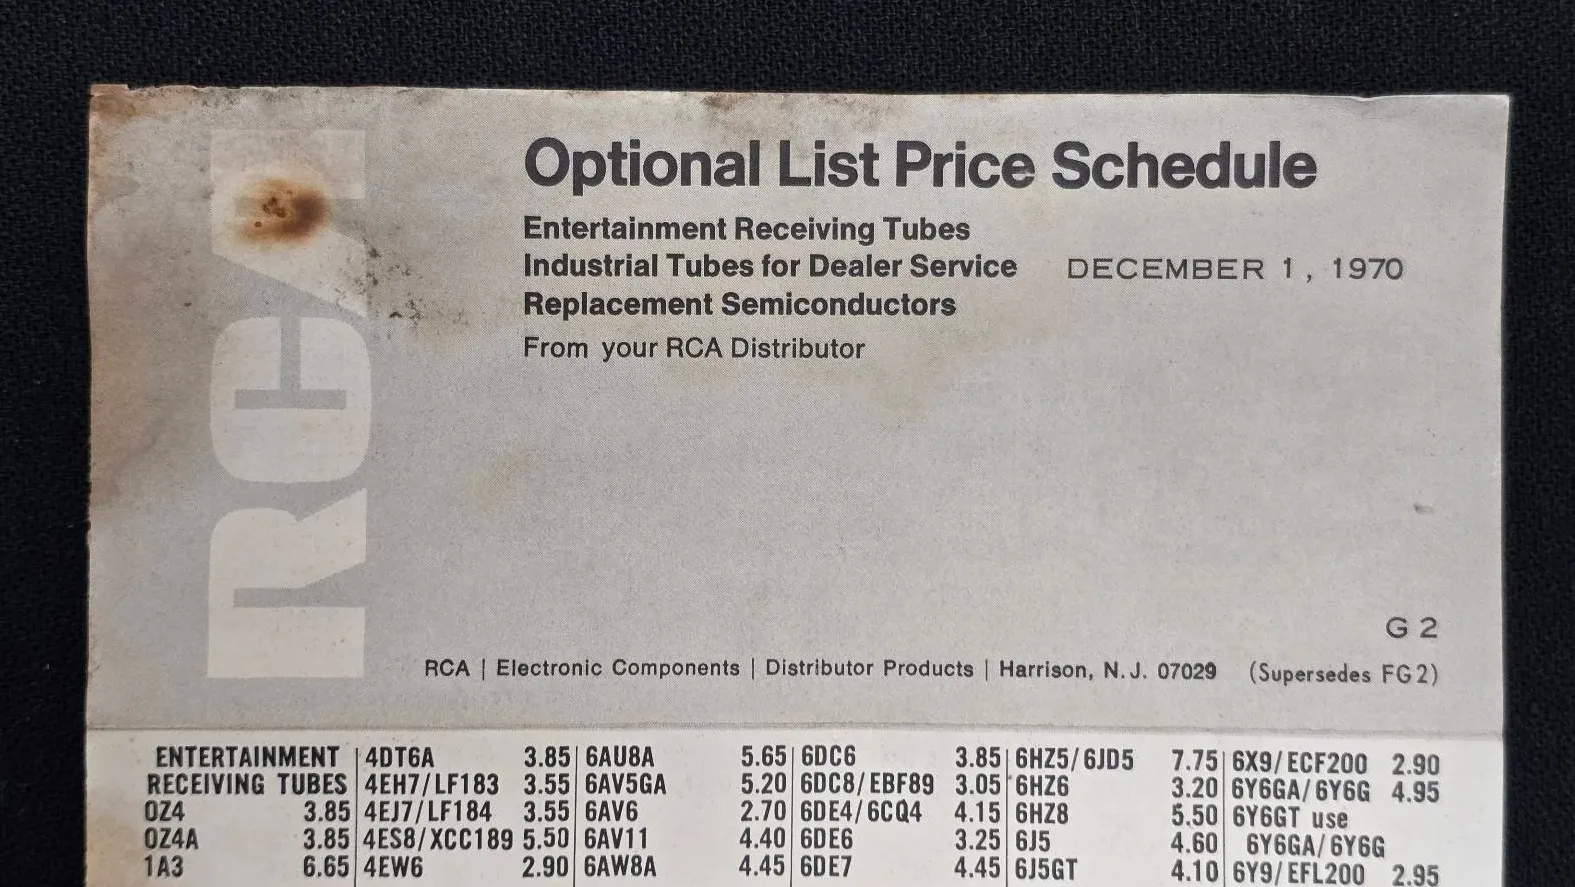 RCA
Optional List Price Schedule
Entertainment Receiving Tubes
Industrial Tubes for Dealer Service DECEMBER 1, 1970
Replacement Semiconductors
From your RCA Distributor
G 2
RCA | Electronic Components | Distributor Products | Harrison, N.J. 07029 (Supersedes FG2)
ENTERTAINMENT
RECEIVING TUBES
0Z4 3.85
0Z4A 3.85
1A3 6.65
4DT6A 3.85
4EH7/LF183 3.55
4EJ7/LF184 3.55
4ES8/XCC189 5.50
4EW6 2.90
6AU8A 5.65
6AV5GA 5.20
6AV6 2.70
6AV11 4.40
6AW8A 4.45
6DC6 3.85
6DC8/EBF89 3.05
6DE4/6CQ4 4.15
6DE6 3.25
6DE7 4.45
6HZ5/6JD5 7.75
6HZ6 3.20
6HZ8 5.50
6J5 4.60
6J5GT 4.10
6X9/ECF200 2.90
6Y6GA/6Y6G 4.95
6Y6GT use
6Y6GA/6Y6G
6Y9/EFL200 2.95